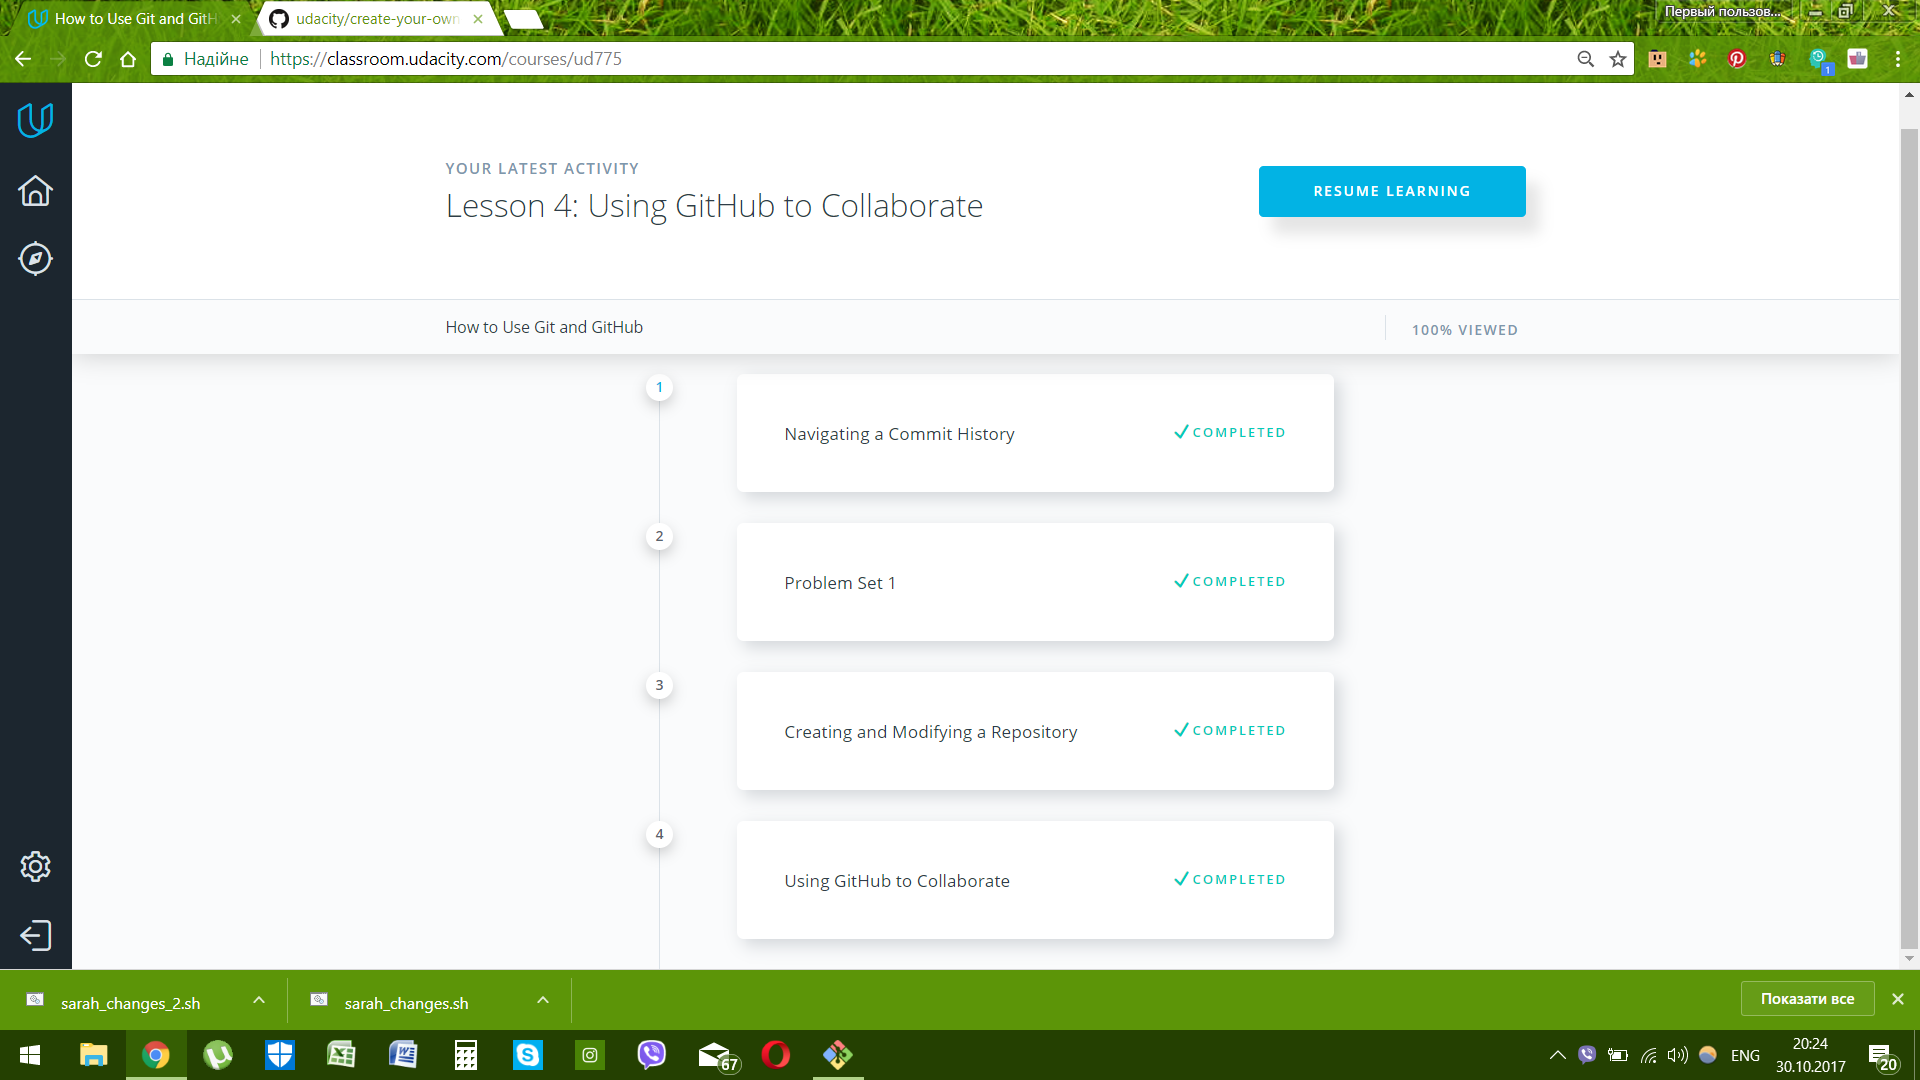 How to Use Git and GitH
udacity/create-your-own
Первый пользов...
Надійне
https://classroom.udacity.com/courses/ud775
1
YOUR LATEST ACTIVITY
Lesson 4: Using GitHub to Collaborate
RESUME LEARNING
How to Use Git and GitHub
100% VIEWED
1
Navigating a Commit History
COMPLETED
2
Problem Set 1
COMPLETED
3
Creating and Modifying a Repository
COMPLETED
4
Using GitHub to Collaborate
COMPLETED
sarah_changes_2.sh
sarah_changes.sh
Показати все
67
ENG
20:24
30.10.2017
20